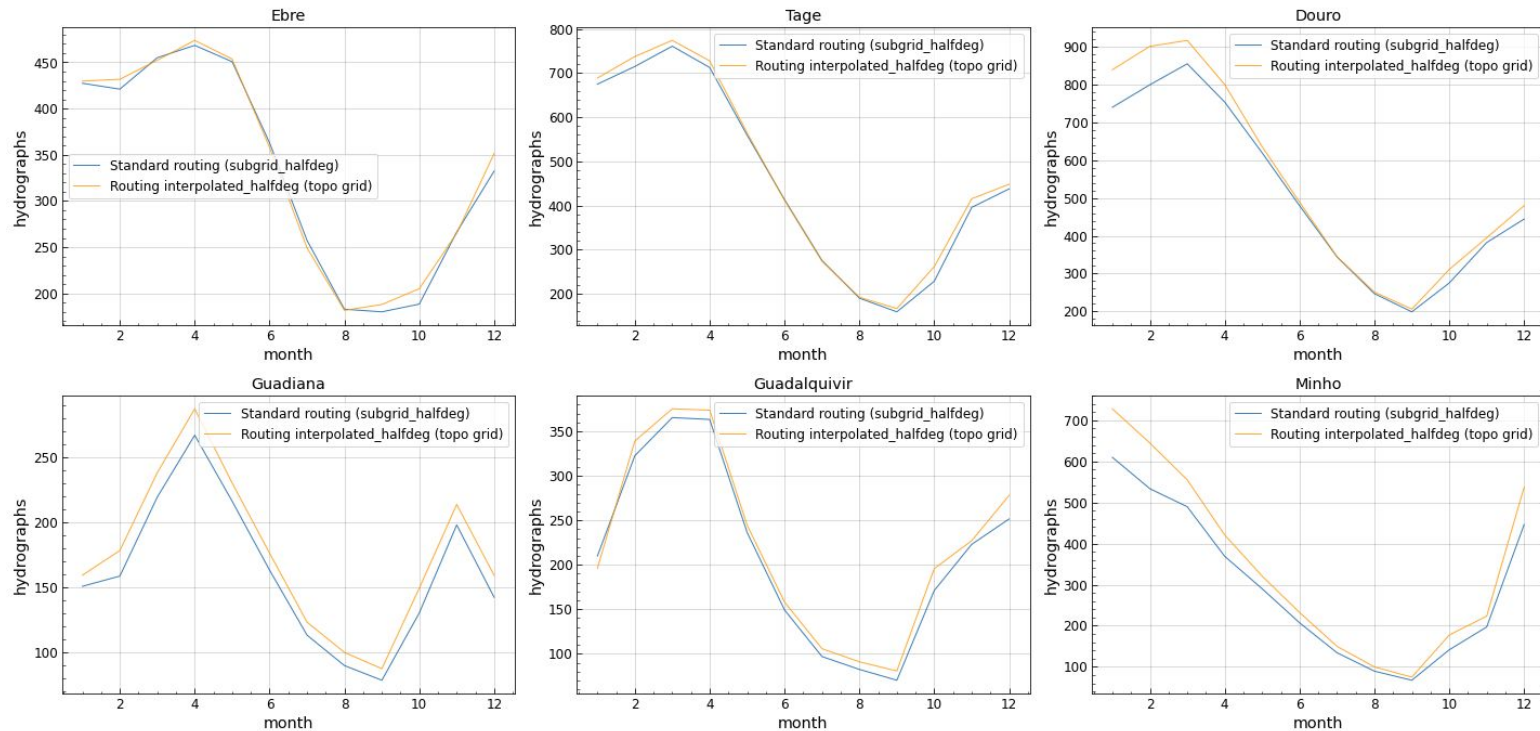 Ebre
hydrographs
450
400
350
300
250
200
Standard routing (subgrid_halfdeg)
Routing interpolated_halfdeg (topo grid)
2 4 6 8 10 12
month
Tage
hydrographs
800
700
600
500
400
300
200
Standard routing (subgrid_halfdeg)
Routing interpolated_halfdeg (topo grid)
2 4 6 8 10 12
month
Douro
hydrographs
900
800
700
600
500
400
300
200
Standard routing (subgrid_halfdeg)
Routing interpolated_halfdeg (topo grid)
2 4 6 8 10 12
month
Guadiana
hydrographs
250
200
150
100
Standard routing (subgrid_halfdeg)
Routing interpolated_halfdeg (topo grid)
2 4 6 8 10 12
month
Guadalquivir
hydrographs
350
300
250
200
150
100
Standard routing (subgrid_halfdeg)
Routing interpolated_halfdeg (topo grid)
2 4 6 8 10 12
month
Minho
hydrographs
700
600
500
400
300
200
100
Standard routing (subgrid_halfdeg)
Routing interpolated_halfdeg (topo grid)
2 4 6 8 10 12
month